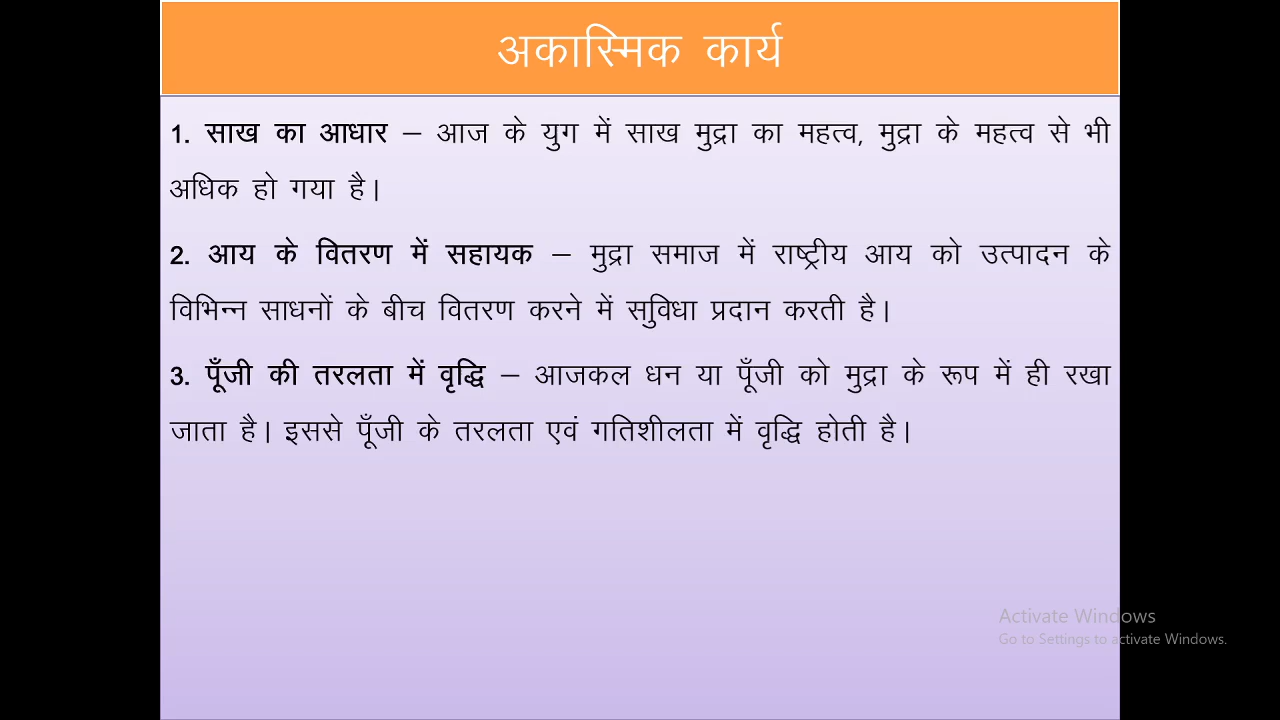 अकास्मिक कार्य
1. साख का आधार – आज के युग में साख मुद्रा का महत्व, मुद्रा के महत्व से भी
अधिक हो गया है।
2. आय के वितरण में सहायक – मुद्रा समाज में राष्ट्रीय आय को उत्पादन के
विभिन्न साधनों के बीच वितरण करने में सुविधा प्रदान करती है।
3. पूँजी की तरलता में वृद्धि – आजकल धन या पूँजी को मुद्रा के रूप में ही रखा
जाता है। इससे पूँजी के तरलता एवं गतिशीलता में वृद्धि होती है।
Activate Windows
Go to Settings to activate Windows.